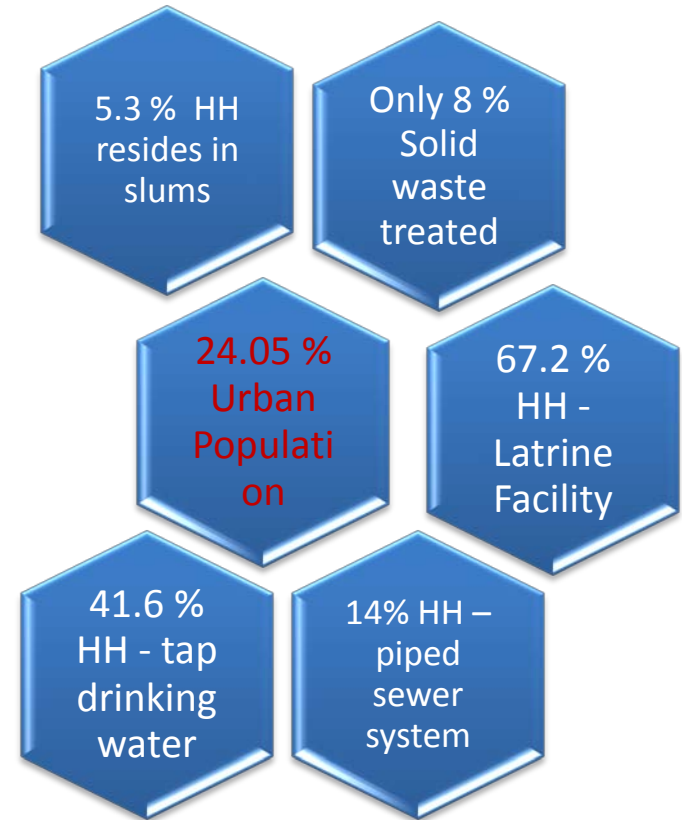 5.3 % HH
resides in
slums
Only 8 %
Solid
waste
treated
24.05 %
Urban
Populati
on
67.2 %
HH -
Latrine
Facility
41.6 %
HH - tap
drinking
water
14% HH –
piped
sewer
system